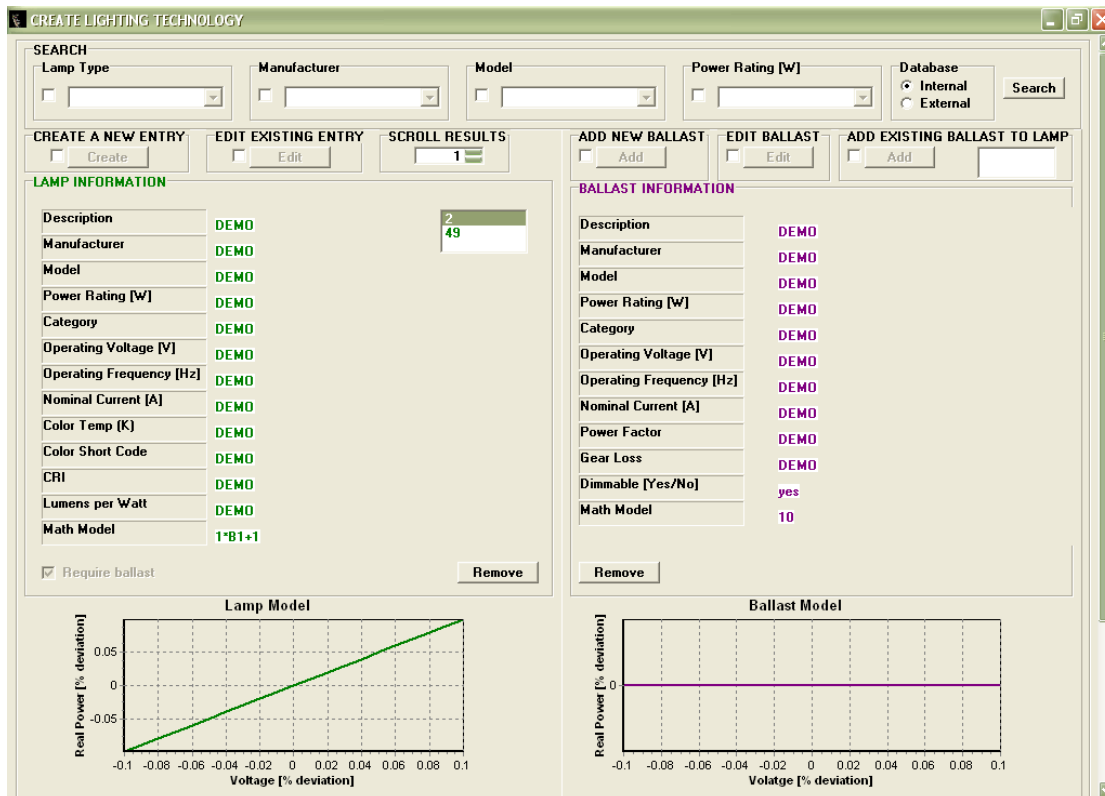 CREATE LIGHTING TECHNOLOGY
SEARCH
Lamp Type
Manufacturer
Model
Power Rating [W]
Database
Internal
External
Search
CREATE A NEW ENTRY
Create
EDIT EXISTING ENTRY
Edit
SCROLL RESULTS
1
ADD NEW BALLAST
Add
EDIT BALLAST
Edit
ADD EXISTING BALLAST TO LAMP
Add
LAMP INFORMATION
Description DEMO
Manufacturer DEMO
Model DEMO
Power Rating [W] DEMO
Category DEMO
Operating Voltage [V] DEMO
Operating Frequency [Hz] DEMO
Nominal Current [A] DEMO
Color Temp (K) DEMO
Color Short Code DEMO
CRI DEMO
Lumens per Watt DEMO
Math Model 1*B1+1
2
49
Require ballast
Remove
BALLAST INFORMATION
Description DEMO
Manufacturer DEMO
Model DEMO
Power Rating [W] DEMO
Category DEMO
Operating Voltage [V] DEMO
Operating Frequency [Hz] DEMO
Nominal Current [A] DEMO
Power Factor DEMO
Gear Loss DEMO
Dimmable [Yes/No] yes
Math Model 10
Remove
Lamp Model
Real Power [% deviation]
0.05
0
-0.05
-0.1 -0.08 -0.06 -0.04 -0.02 0 0.02 0.04 0.06 0.08 0.1
Voltage [% deviation]
Ballast Model
Real Power [% deviation]
0
-0.1 -0.08 -0.06 -0.04 -0.02 0 0.02 0.04 0.06 0.08 0.1
Volatge [% deviation]